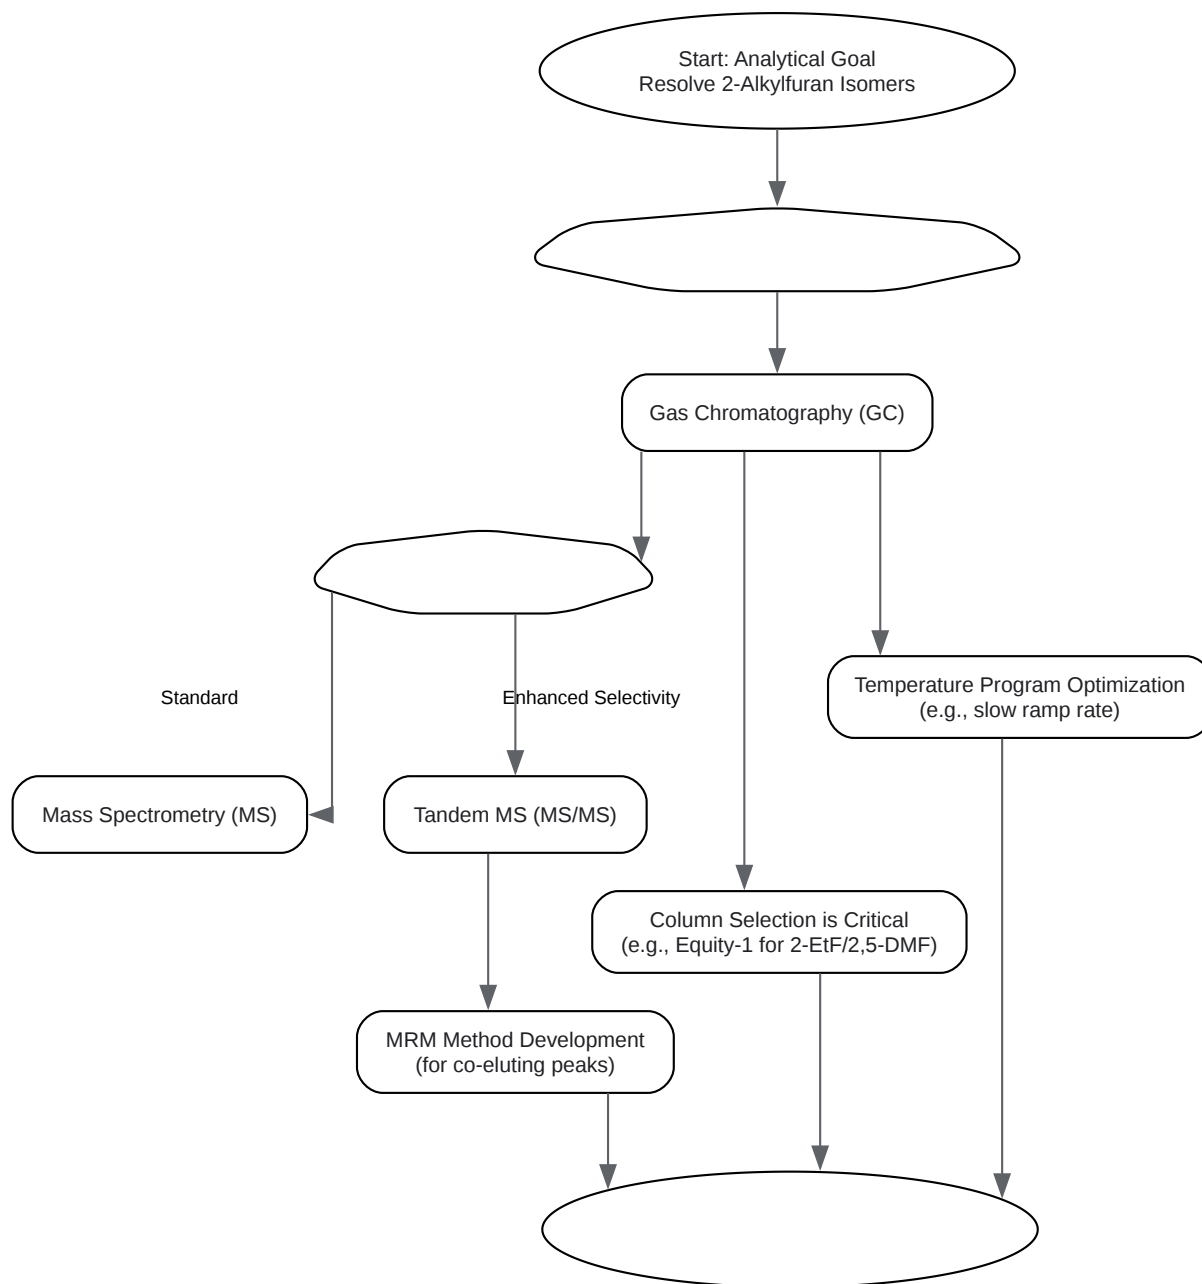 Start: Analytical Goal
Resolve 2-Alkylfuran Isomers
Gas Chromatography (GC)
Temperature Program Optimization
(e.g., slow ramp rate)
Standard
Enhanced Selectivity
Mass Spectrometry (MS)
Tandem MS (MS/MS)
Column Selection is Critical
(e.g., Equity-1 for 2-EtF/2,5-DMF)
MRM Method Development
(for co-eluting peaks)